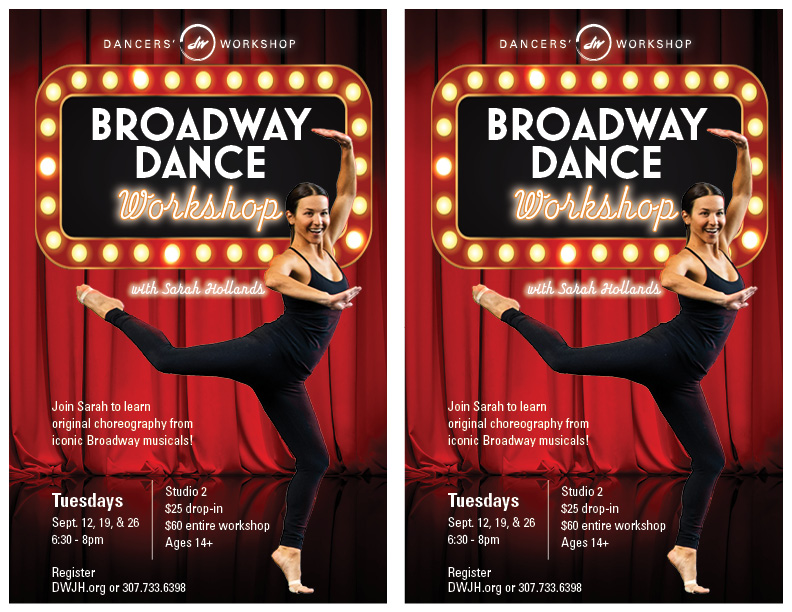 DANCERS' dw WORKSHOP
BROADWAY
DANCE
Workshop
with Sarah Hollands
Join Sarah to learn
original choreography from
iconic Broadway musicals!
Tuesdays
Sept. 12, 19, & 26
6:30 - 8pm
Studio 2
$25 drop-in
$60 entire workshop
Ages 14+
Register
DWJH.org or 307.733.6398
DANCERS' dw WORKSHOP
BROADWAY
DANCE
Workshop
with Sarah Hollands
Join Sarah to learn
original choreography from
iconic Broadway musicals!
Tuesdays
Sept. 12, 19, & 26
6:30 - 8pm
Studio 2
$25 drop-in
$60 entire workshop
Ages 14+
Register
DWJH.org or 307.733.6398